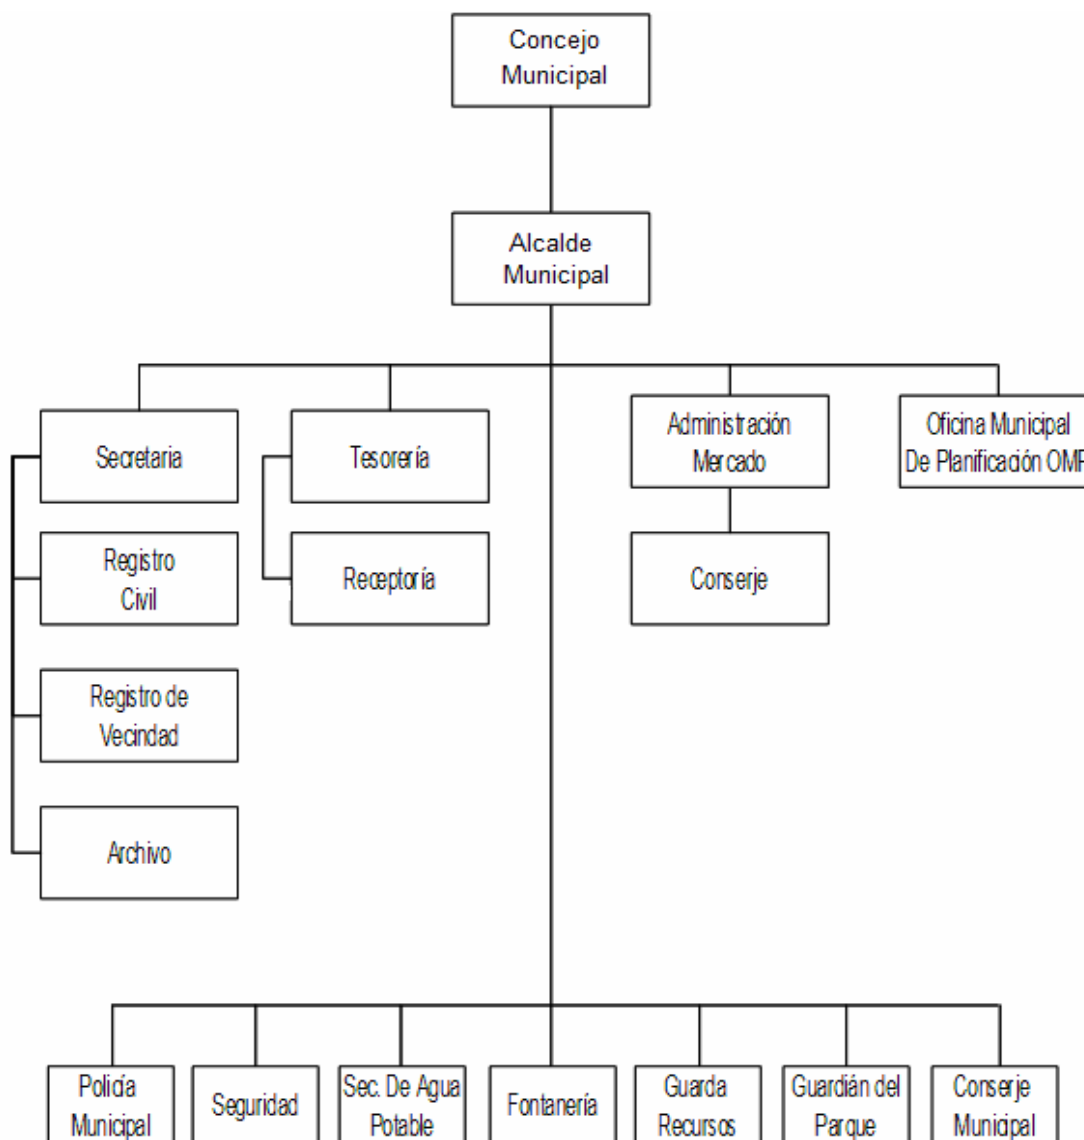 Concejo
Municipal
Alcalde
Municipal
Secretaria
Tesorería
Administración
Mercado
Oficina Municipal
De Planificación OMP
Registro
Civil
Receptoría
Conserje
Registro de
Vecindad
Archivo
Policía
Municipal
Seguridad
Sec. De Agua
Potable
Fontanería
Guarda
Recursos
Guardián del
Parque
Conserje
Municipal